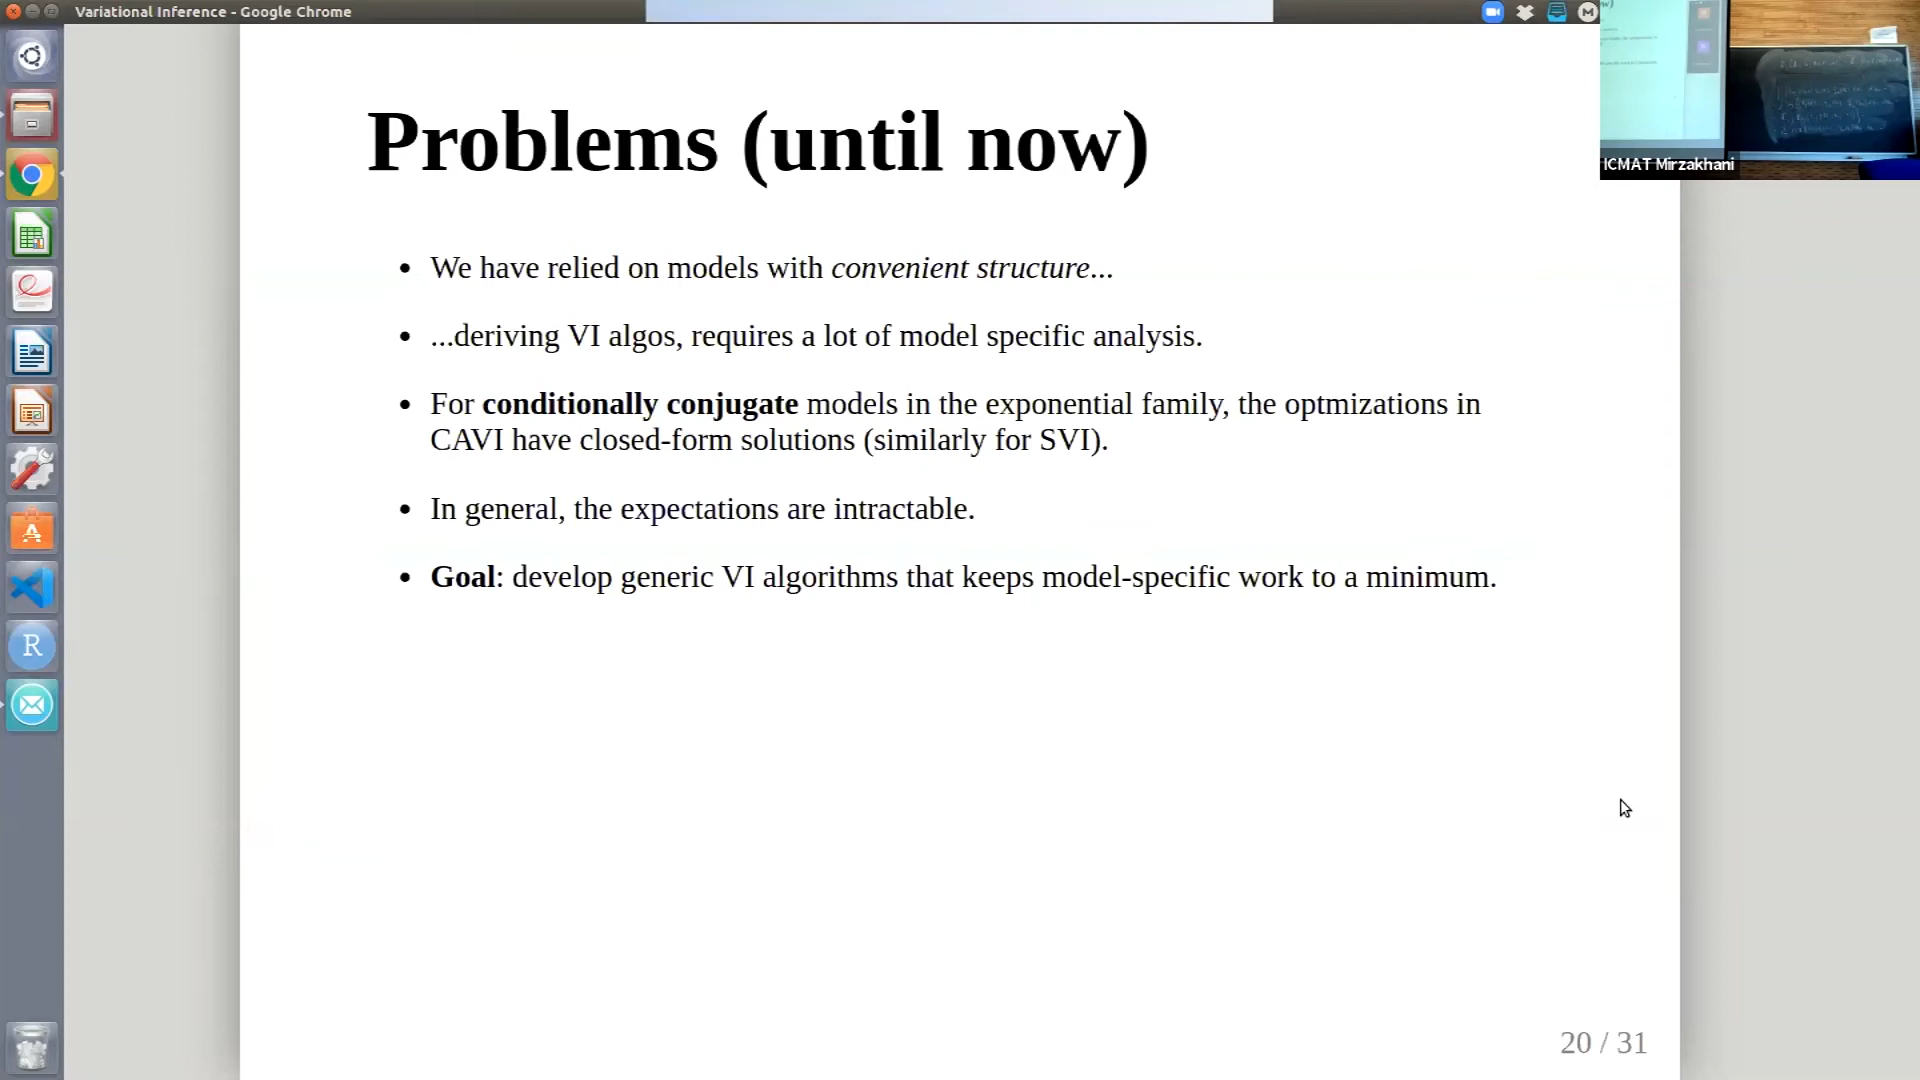 Variational Inference - Google Chrome
ICMAT Mirzakhani
Problems (until now)
• We have relied on models with convenient structure...
• ...deriving VI algos, requires a lot of model specific analysis.
• For conditionally conjugate models in the exponential family, the optmizations in
CAVI have closed-form solutions (similarly for SVI).
• In general, the expectations are intractable.
• Goal: develop generic VI algorithms that keeps model-specific work to a minimum.
20 / 31